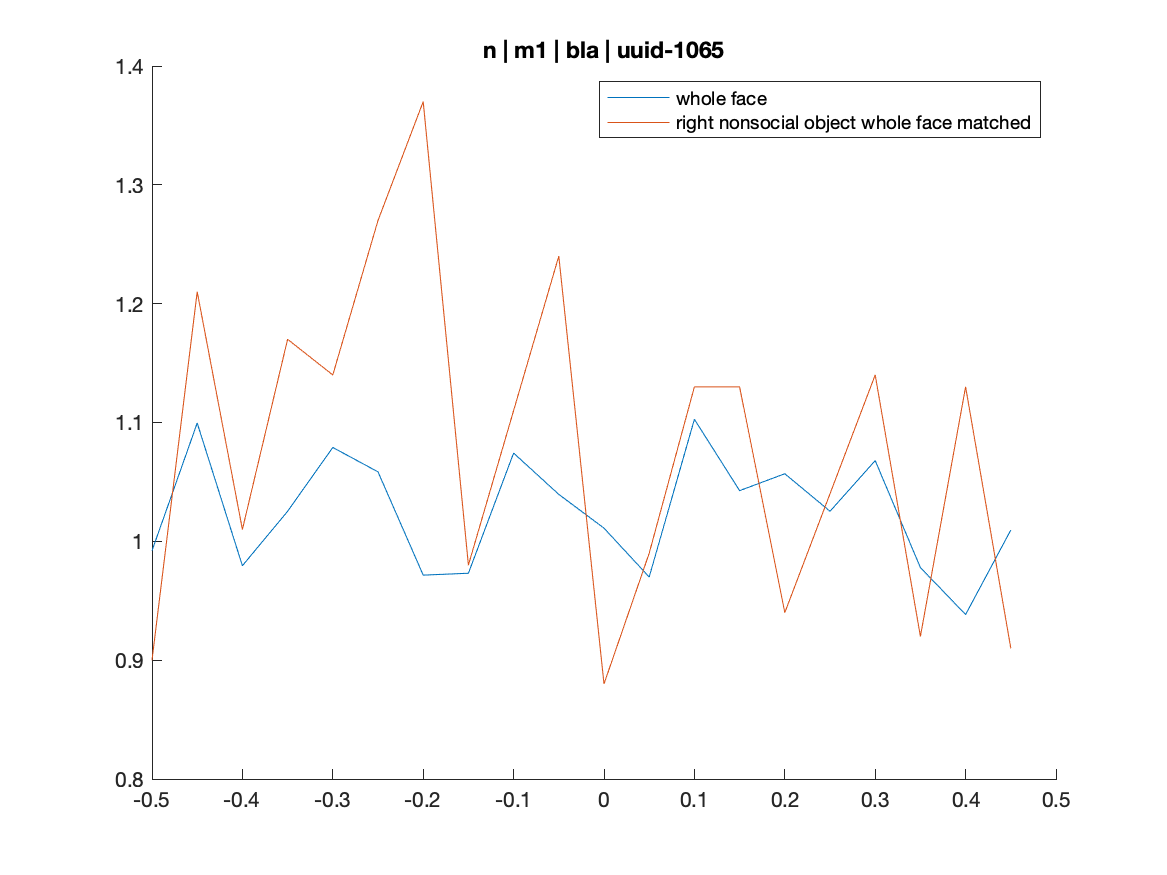 n | m1 | bla | uuid-1065
whole face
right nonsocial object whole face matched
1.4
1.3
1.2
1.1
1
0.9
0.8
-0.5 -0.4 -0.3 -0.2 -0.1 0 0.1 0.2 0.3 0.4 0.5